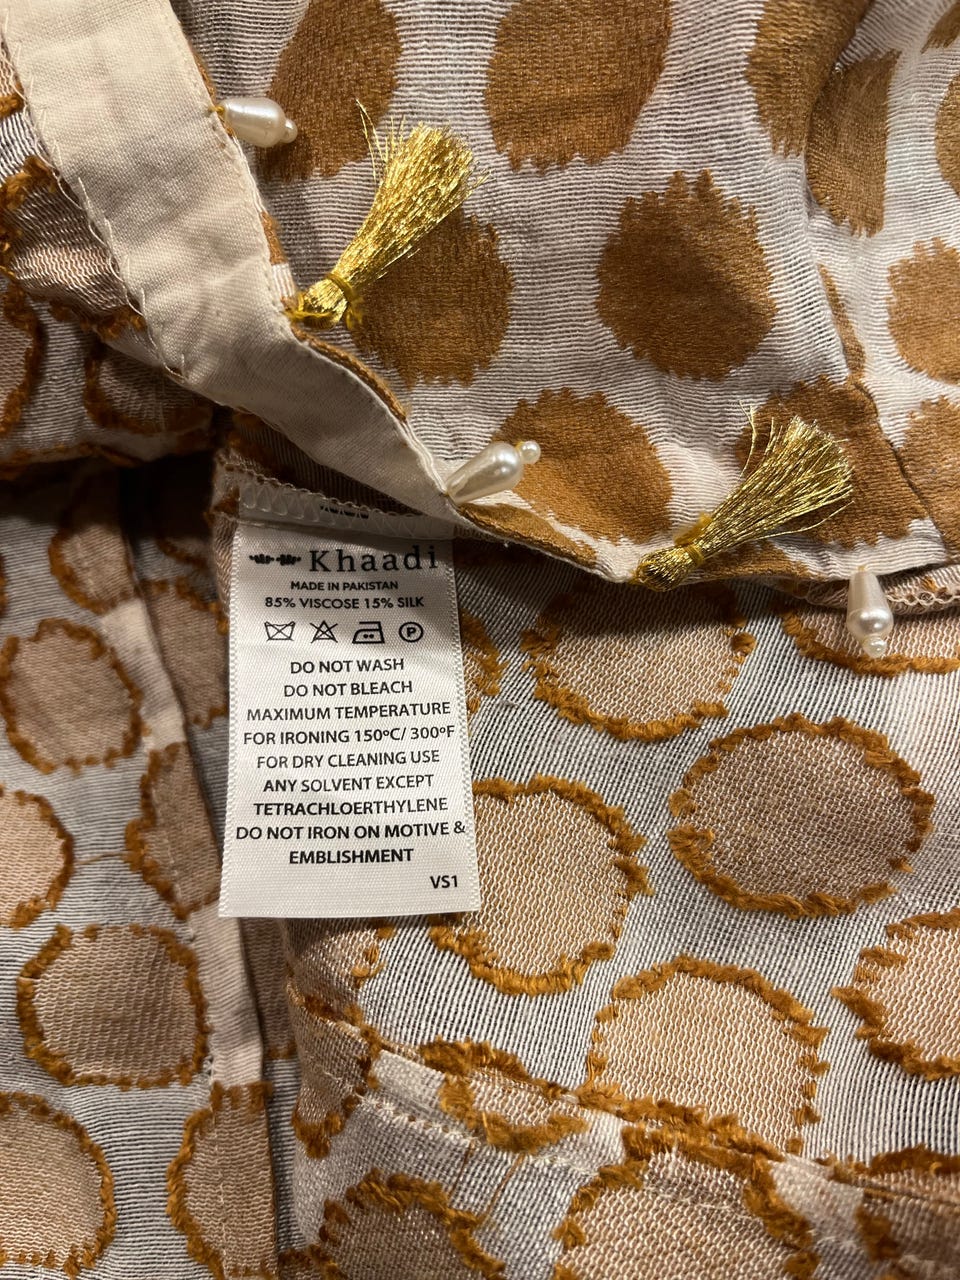 Khaadi
MADE IN PAKISTAN
85% VISCOSE 15% SILK
P
DO NOT WASH
DO NOT BLEACH
MAXIMUM TEMPERATURE
FOR IRONING 150ºC/ 300ºF
FOR DRY CLEANING USE
ANY SOLVENT EXCEPT
TETRACHLOERTHYLENE
DO NOT IRON ON MOTIVE &
EMBLISHMENT
VS1